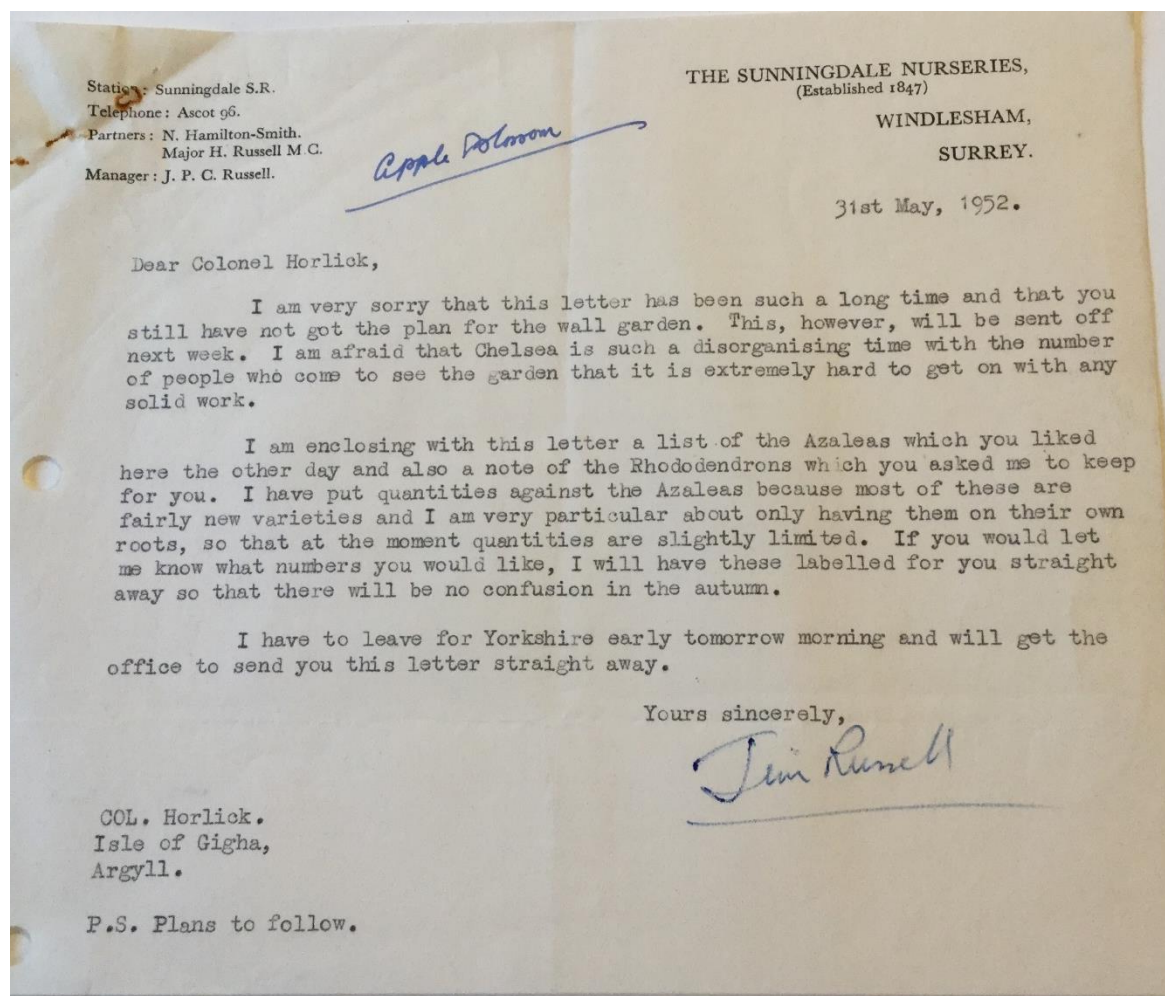 Station: Sunningdale S.R.
Telephone: Ascot 96.
Partners: N. Hamilton-Smith.
Major H. Russell M.C.
Manager: J. P. C. Russell.
Apple Blossom
THE SUNNINGDALE NURSERIES,
(Established 1847)
WINDLESHAM,
SURREY.
31st May, 1952.
Dear Colonel Horlick,
I am very sorry that this letter has been such a long time and that you
still have not got the plan for the wall garden. This, however, will be sent off
next week. I am afraid that Chelsea is such a disorganising time with the number
of people who come to see the garden that it is extremely hard to get on with any
solid work.
I am enclosing with this letter a list of the Azaleas which you liked
here the other day and also a note of the Rhododendrons which you asked me to keep
for you. I have put quantities against the Azaleas because most of these are
fairly new varieties and I am very particular about only having them on their own
roots, so that at the moment quantities are slightly limited. If you would let
me know what numbers you would like, I will have these labelled for you straight
away so that there will be no confusion in the autumn.
I have to leave for Yorkshire early tomorrow morning and will get the
office to send you this letter straight away.
Yours sincerely,
Jim Russell
COL. Horlick.
Isle of Gigha,
Argyll.
P.S. Plans to follow.